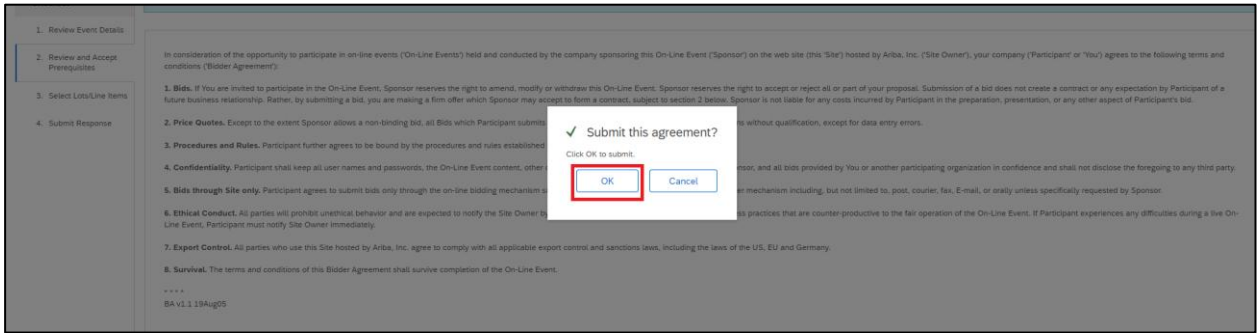 1. Review Event Details
2. Review and Accept
Prerequisites
3. Select Lots/Line Items
4. Submit Response
In consideration of the opportunity to participate in on-line events ('On-Line Events') held and conducted by the company sponsoring this On-Line Event ('Sponsor') on the web site (this 'Site') hosted by Ariba, Inc. ('Site Owner'), your company ('Participant' or 'You') agrees to the following terms and
conditions ('Bidder Agreement'):
1. Bids. If You are invited to participate in the On-Line Event, Sponsor reserves the right to amend, modify or withdraw this On-Line Event. Sponsor reserves the right to accept or reject all or part of your proposal. Submission of a bid does not create a contract or any expectation by Participant of a
future business relationship. Rather, by submitting a bid, you are making a firm offer which Sponsor may accept to form a contract, subject to section 2 below. Sponsor is not liable for any costs incurred by Participant in the preparation, presentation, or any other aspect of Participant's bid.
2. Price Quotes. Except to the extent Sponsor allows a non-binding bid, all Bids which Participant submits ns without qualification, except for data entry errors.
3. Procedures and Rules. Participant further agrees to be bound by the procedures and rules established
4. Confidentiality. Participant shall keep all user names and passwords, the On-Line Event content, other nsor, and all bids provided by You or another participating organization in confidence and shall not disclose the foregoing to any third party.
5. Bids through Site only. Participant agrees to submit bids only through the on-line bidding mechanism er mechanism including, but not limited to, post, courier, fax, E-mail, or orally unless specifically requested by Sponsor.
6. Ethical Conduct. All parties will prohibit unethical behavior and are expected to notify the Site Owner by ss practices that are counter-productive to the fair operation of the On-Line Event. If Participant experiences any difficulties during a live On-
Line Event, Participant must notify Site Owner immediately.
7. Export Control. All parties who use this Site hosted by Ariba, Inc. agree to comply with all applicable export control and sanctions laws, including the laws of the US, EU and Germany.
8. Survival. The terms and conditions of this Bidder Agreement shall survive completion of the On-Line Event.
* * * *
BA v1.1 19Aug05
✓ Submit this agreement?
Click OK to submit.
OK Cancel